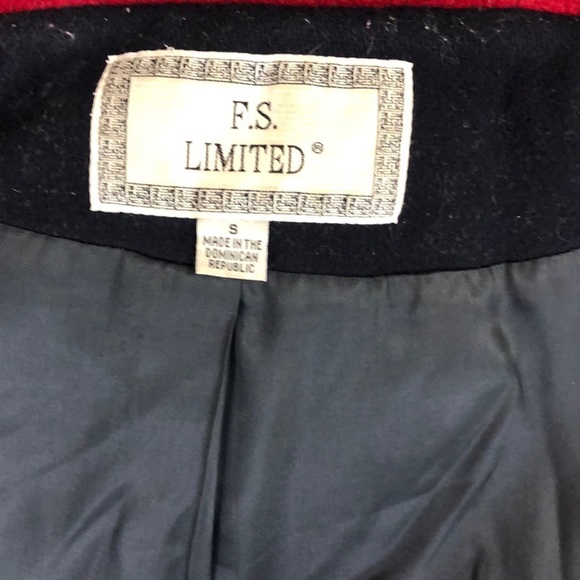 F.S.
LIMITED®
S
MADE IN THE
DOMINICAN
REPUBLIC